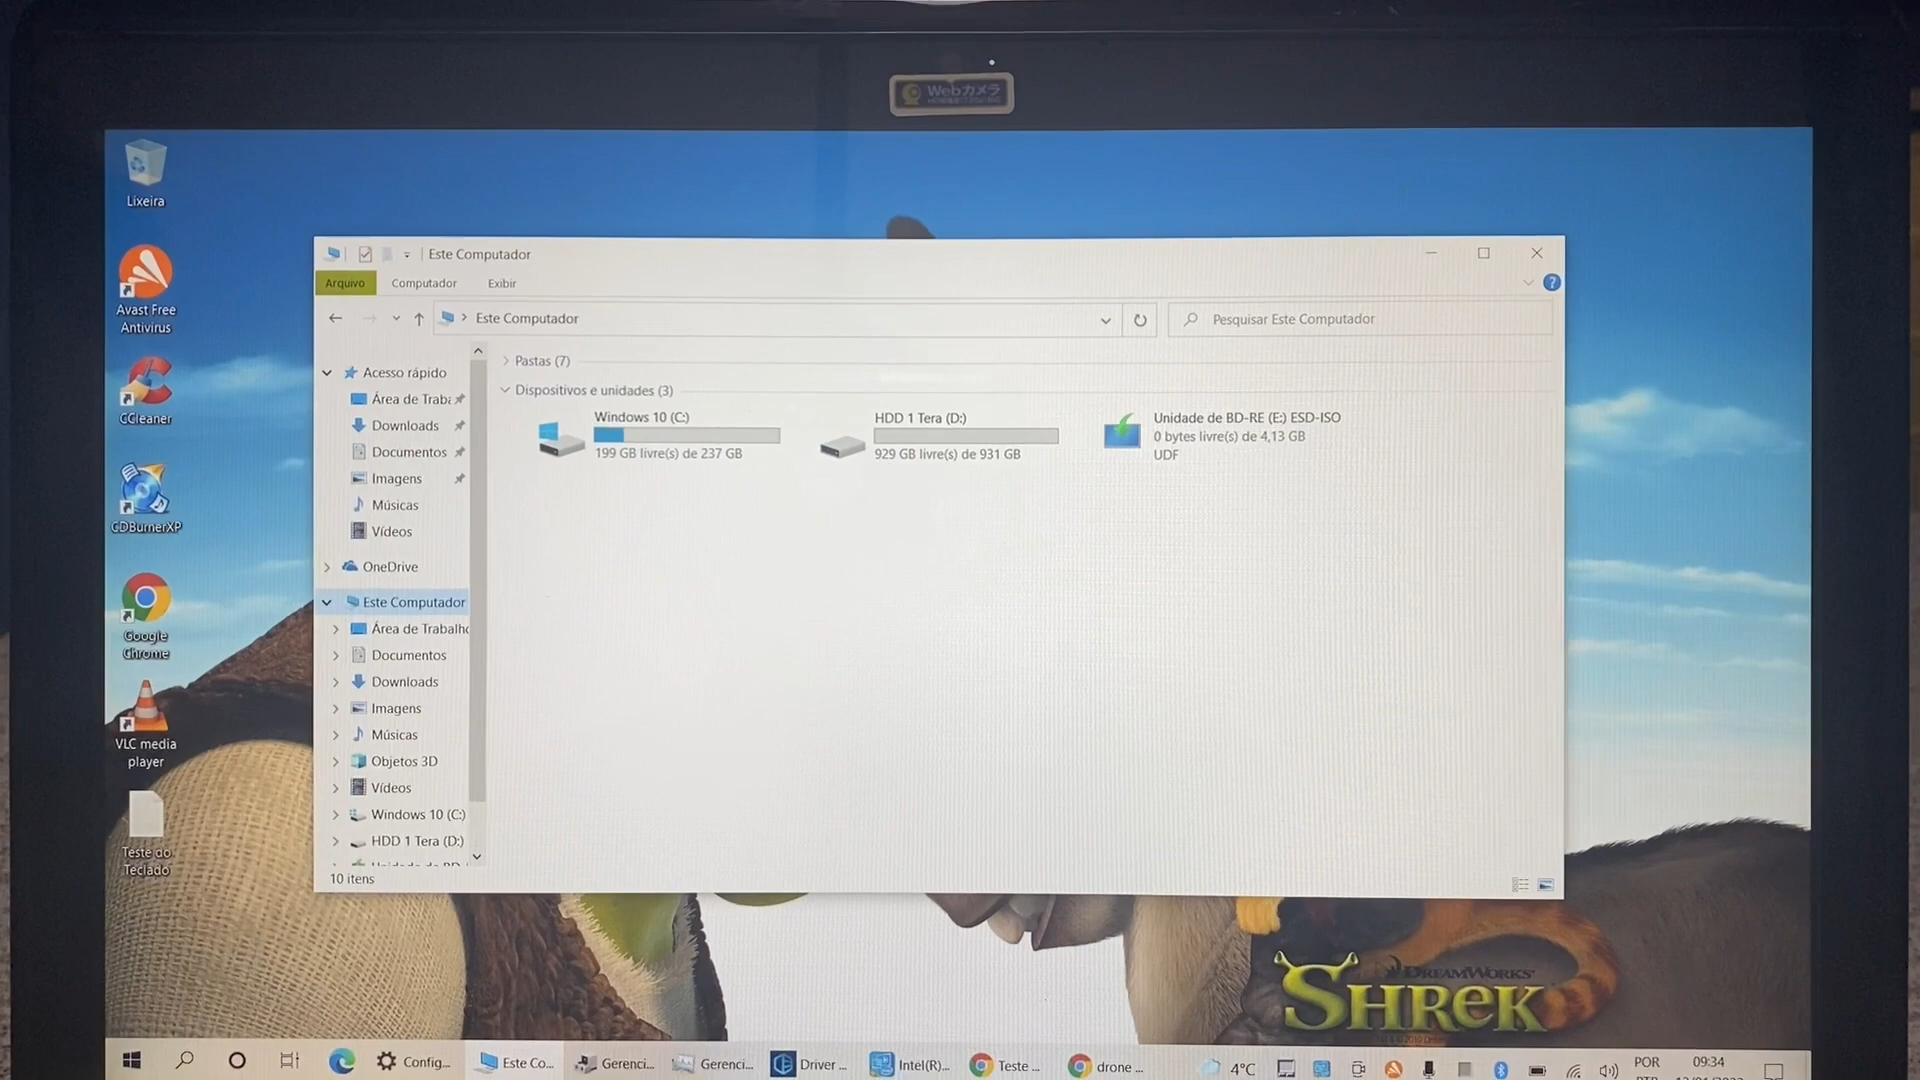 Webカメラ
Lixeira
Avast Free
Antivirus
CCleaner
CDBurnerXP
Google
Chrome
VLC media
player
Teste do
Teclado
Este Computador
Arquivo
Computador
Exibir
Este Computador
Pesquisar Este Computador
Acesso rápido
Área de Traba
Downloads
Documentos
Imagens
Músicas
Vídeos
OneDrive
Este Computador
Área de Trabalho
Documentos
Downloads
Imagens
Músicas
Objetos 3D
Vídeos
Windows 10 (C:)
HDD 1 Tera (D:)
10 itens
Pastas (7)
Dispositivos e unidades (3)
Windows 10 (C:)
199 GB livre(s) de 237 GB
HDD 1 Tera (D:)
929 GB livre(s) de 931 GB
Unidade de BD-RE (E:) ESD-ISO
0 bytes livre(s) de 4,13 GB
UDF
DREAMWORKS
SHREK
Config...
Este Co...
Gerenci...
Gerenci...
Driver ...
Intel(R)...
Teste ...
drone ...
4°C
POR
09:34